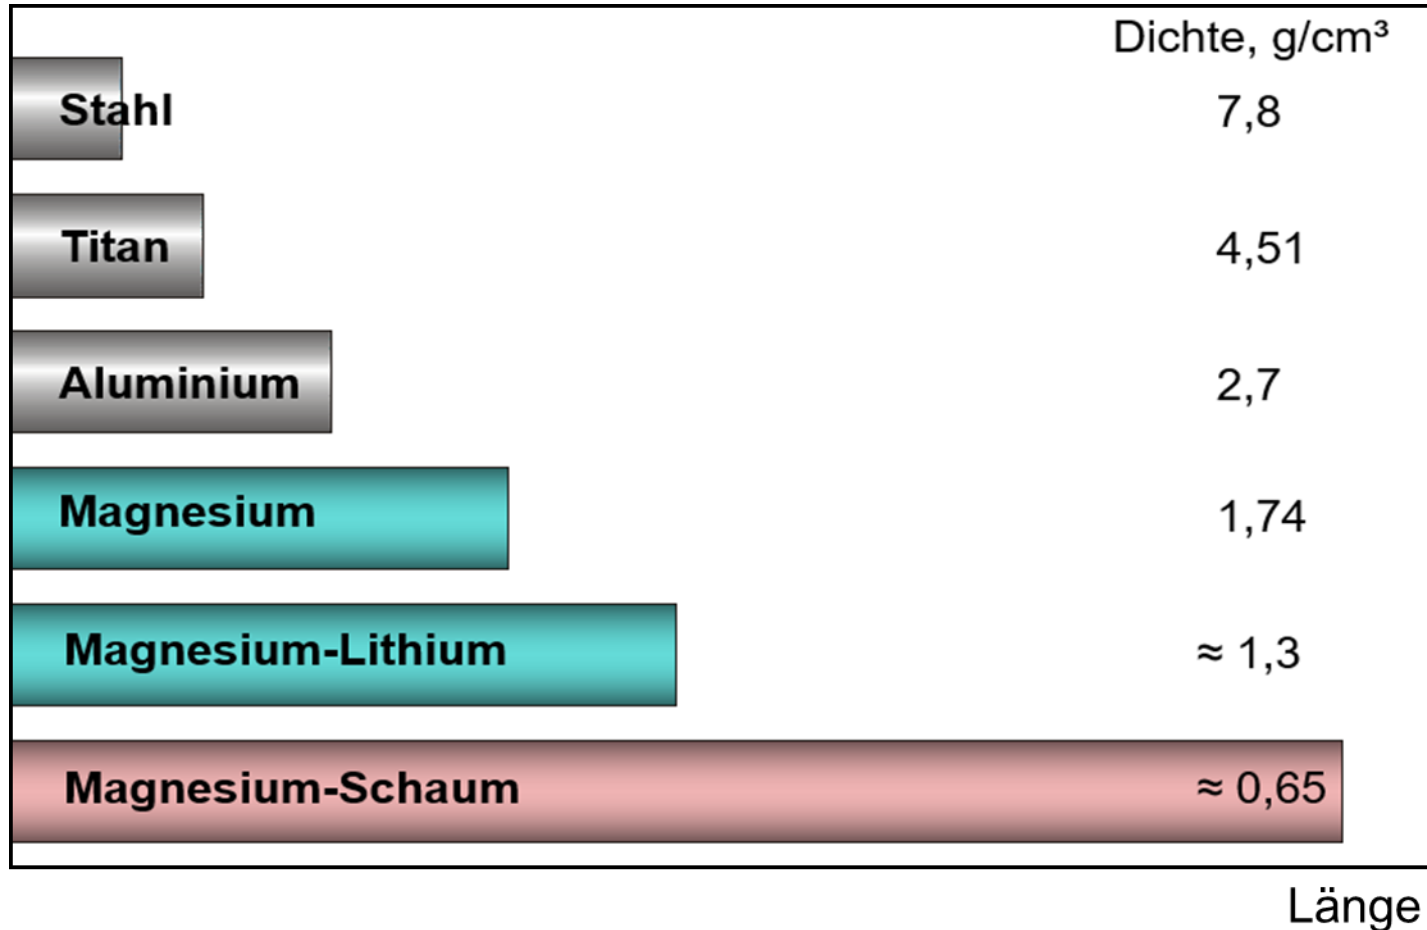 Dichte, g/cm³
Stahl 7,8
Titan 4,51
Aluminium 2,7
Magnesium 1,74
Magnesium-Lithium ≈ 1,3
Magnesium-Schaum ≈ 0,65
Länge